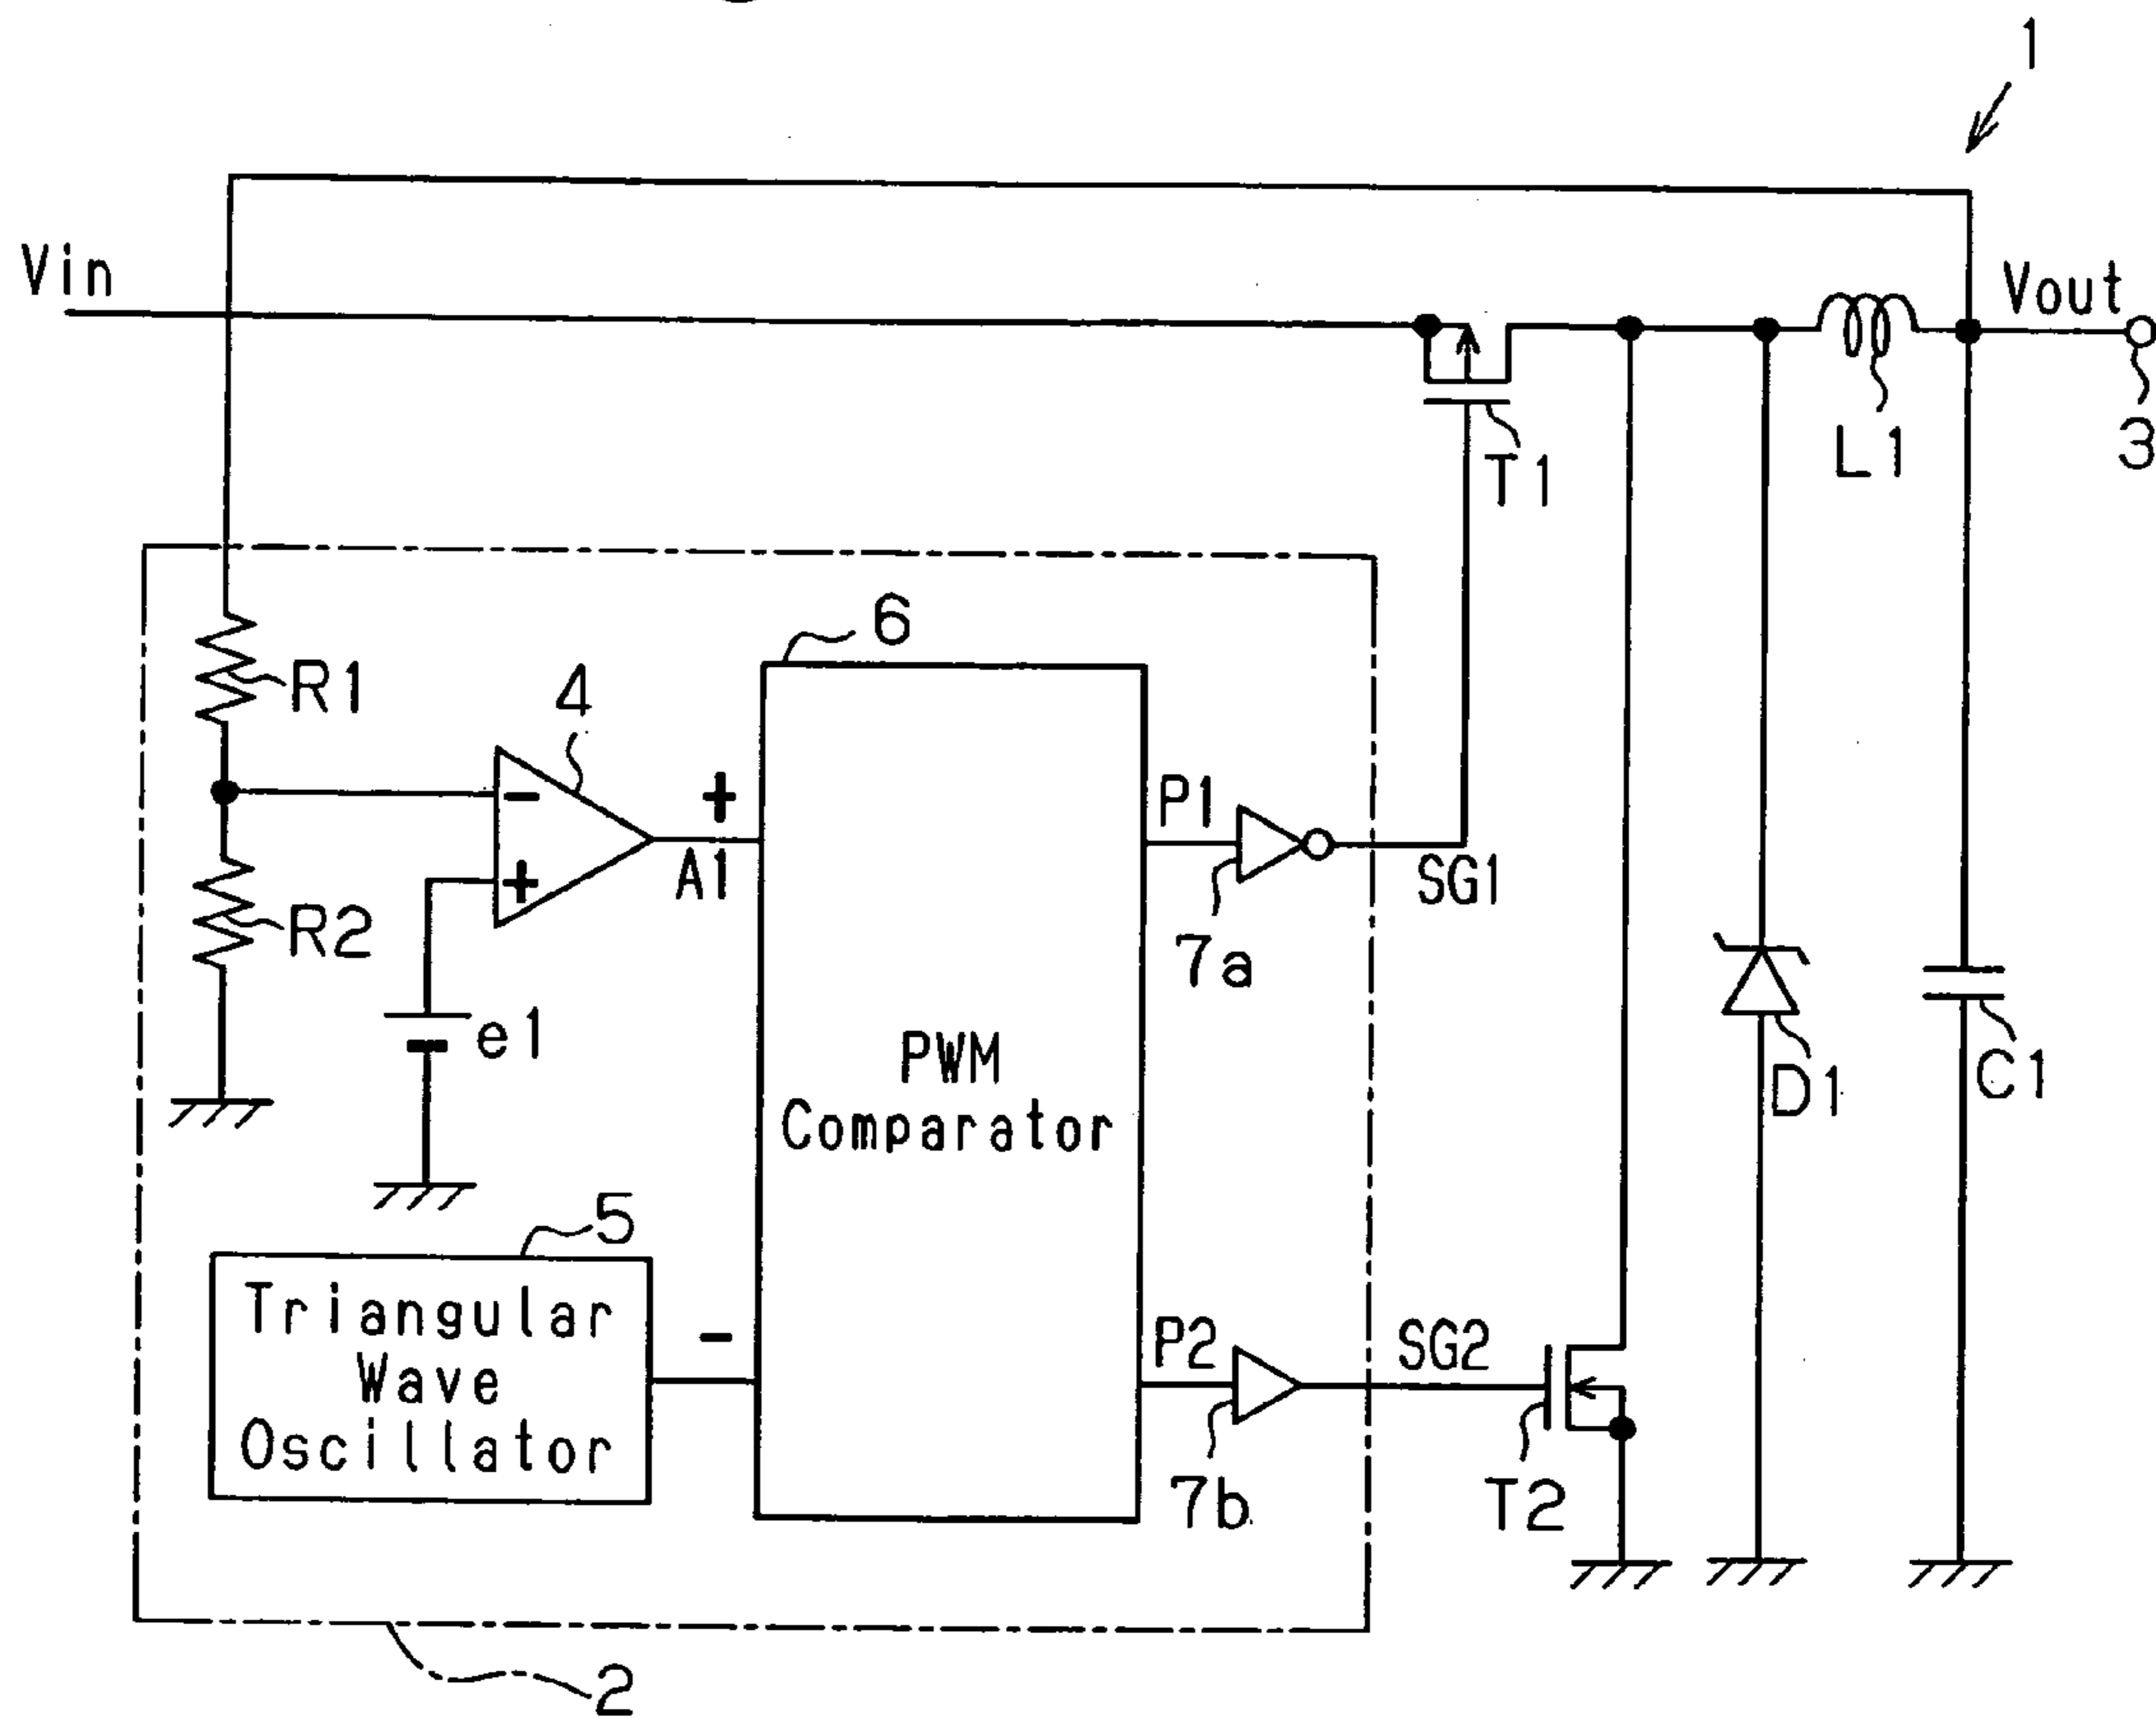 1
Vin
Vout
3
L1
T1
6
R1
4
+
A1
-
+
P1
SG1
7a
R2
e1
PWM
Comparator
D1
C1
5
Triangular
Wave
Oscillator
-
P2
SG2
7b
T2
2